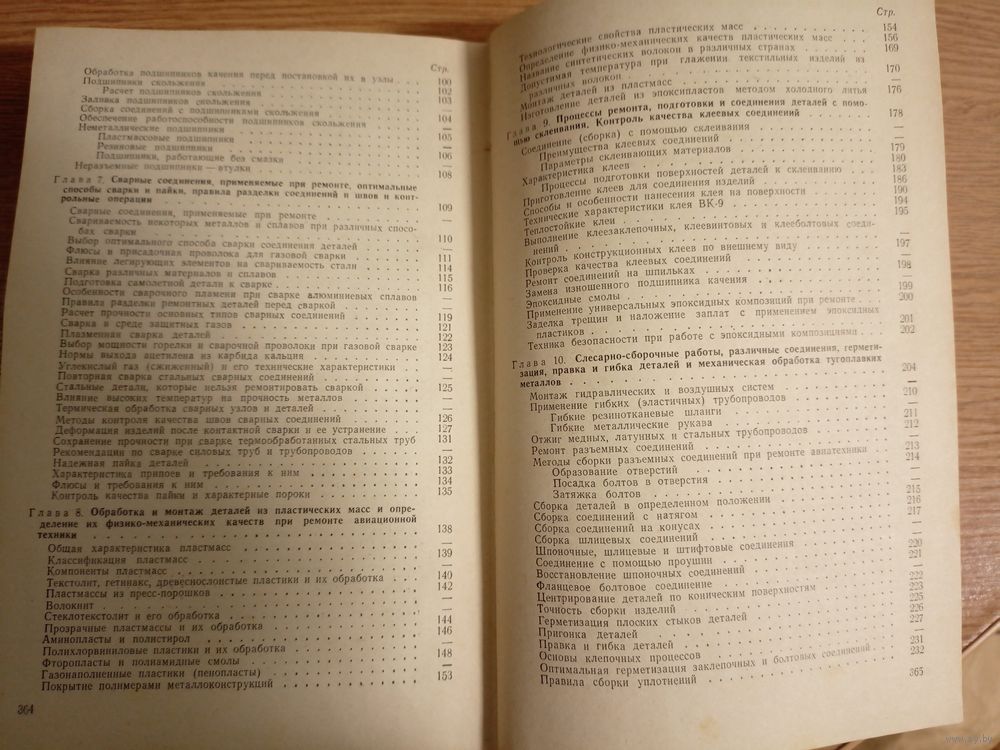 Стр.
Обработка подшипников качения перед постановкой их в узлы . . . 100
Подшипники скольжения . . . 102
Расчет подшипников скольжения . . . 103
Заливка подшипников скольжения . . . —
Сборка соединений с подшипниками скольжения . . . 104
Обеспечение работоспособности подшипников скольжения . . . —
Неметаллические подшипники . . . 105
Пластмассовые подшипники . . . —
Резиновые подшипники . . . —
Подшипники, работающие без смазки . . . 106
Неразъемные подшипники — втулки . . . 108
Глава 7. Сварные соединения, применяемые при ремонте, оптимальные
способы сварки и пайки, правила разделки соединений и швов и конт-
рольные операции . . . 109
Сварные соединения, применяемые при ремонте . . . —
Свариваемость некоторых металлов и сплавов при различных спосо-
бах сварки . . . 110
Выбор оптимального способа сварки соединения деталей . . . —
Флюсы и присадочная проволока для газовой сварки . . . 111
Влияние легирующих элементов на свариваемость стали . . . 114
Сварка различных материалов и сплавов . . . 115
Подготовка самолетной детали к сварке . . . 116
Особенности сварочного пламени при сварке алюминиевых сплавов —
Правила разделки ремонтных деталей перед сваркой . . . —
Расчет прочности основных типов сварных соединений . . . 119
Сварка в среде защитных газов . . . 121
Плазменная сварка деталей . . . 122
Выбор мощности горелки и сварочной проволоки при газовой сварке 123
Нормы выхода ацетилена из карбида кальция . . . 124
Углекислый газ (сжиженный) и его технические характеристики . . . —
Повторная сварка стальных сварных соединений . . . —
Стальные детали, которые нельзя ремонтировать сваркой . . . 125
Влияние высоких температур на прочность металлов . . . —
Термическая обработка сварных узлов и деталей . . . —
Методы контроля качества швов сварных соединений . . . 126
Деформация изделий после контактной сварки и ее устранение . . . 127
Сохранение прочности при сварке термообработанных стальных труб 131
Рекомендации по сварке силовых труб и трубопроводов . . . —
Надежная пайка деталей . . . 132
Характеристика припоев и требования к ним . . . 133
Флюсы и требования к ним . . . 134
Контроль качества пайки и характерные пороки . . . 135
Глава 8. Обработка и монтаж деталей из пластических масс и опре-
деление их физико-механических качеств при ремонте авиационной
техники . . . 138
Общая характеристика пластмасс . . . —
Классификация пластмасс . . . 139
Компоненты пластмасс . . . —
Текстолит, гетинакс, древеснослоистые пластики и их обработка . . . 140
Пластмассы из пресс-порошков . . . 142
Волокнит . . . —
Стеклотекстолит и его обработка . . . 144
Прозрачные пластмассы и их обработка . . . 146
Аминопласты и полистирол . . . —
Полихлорвиниловые пластики и их обработка . . . 148
Фторопласты и полиамидные смолы . . . —
Газонаполненные пластики (пенопласты) . . . 153
Покрытие полимерами металлоконструкций . . . —
364
Стр.
Технологические свойства пластических масс . . . 154
Определение физико-механических качеств пластических масс . . . 156
Название синтетических волокон в различных странах . . . 169
Допустимая температура при глажении текстильных изделий из
различных волокон . . . 170
Монтаж деталей из пластмасс . . . —
Изготовление деталей из эпоксипластов методом холодного литья 176
Глава 9. Процессы ремонта, подготовки и соединения деталей с помо-
щью склеивания. Контроль качества клеевых соединений . . . 178
Соединение (сборка) с помощью склеивания . . . —
Преимущества клеевых соединений . . . —
Параметры склеивающих материалов . . . 179
Характеристика клеев . . . 180
Процессы подготовки поверхностей деталей к склеиванию . . . 183
Приготовление клеев для соединения изделий . . . 186
Способы и особенности нанесения клея на поверхности . . . 190
Технические характеристики клея ВК-9 . . . 194
Теплостойкие клеи . . . 195
Выполнение клеезаклепочных, клеевинтовых и клееболтовых соеди-
нений . . . —
Контроль конструкционных клеев по внешнему виду . . . 197
Проверка качества клеевых соединений . . . —
Ремонт соединений на шпильках . . . 198
Замена изношенного подшипника качения . . . —
Эпоксидные смолы . . . 199
Применение универсальных эпоксидных композиций при ремонте . . . 200
Заделка трещин и наложение заплат с применением эпоксидных
пластиков . . . 201
Техника безопасности при работе с эпоксидными композициями . . . 202
Глава 10. Слесарно-сборочные работы, различные соединения, гермети-
зация, правка и гибка деталей и механическая обработка тугоплавких
металлов . . . 204
Монтаж гидравлических и воздушных систем . . . —
Применение гибких (эластичных) трубопроводов . . . 210
Гибкие резинотканевые шланги . . . —
Гибкие металлические рукава . . . 211
Отжиг медных, латунных и стальных трубопроводов . . . 212
Ремонт разъемных соединений . . . —
Методы сборки разъемных соединений при ремонте авиатехники . . . 213
Образование отверстий . . . 214
Посадка болтов в отверстия . . . —
Затяжка болтов . . . —
Сборка деталей в определенном положении . . . 215
Сборка соединений с натягом . . . 216
Сборка соединений на конусах . . . 217
Сборка шлицевых соединений . . . —
Шпоночные, шлицевые и штифтовые соединения . . . —
Соединение с помощью проушин . . . 220
Восстановление шпоночных соединений . . . 221
Фланцевое болтовое соединение . . . —
Центрирование деталей по коническим поверхностям . . . 222
Точность сборки изделий . . . 223
Герметизация плоских стыков деталей . . . 225
Пригонка деталей . . . 226
Правка и гибка деталей . . . 227
Основы клепочных процессов . . . —
Оптимальная герметизация заклепочных и болтовых соединений . . . 231
Правила сборки уплотнений . . . 232
365